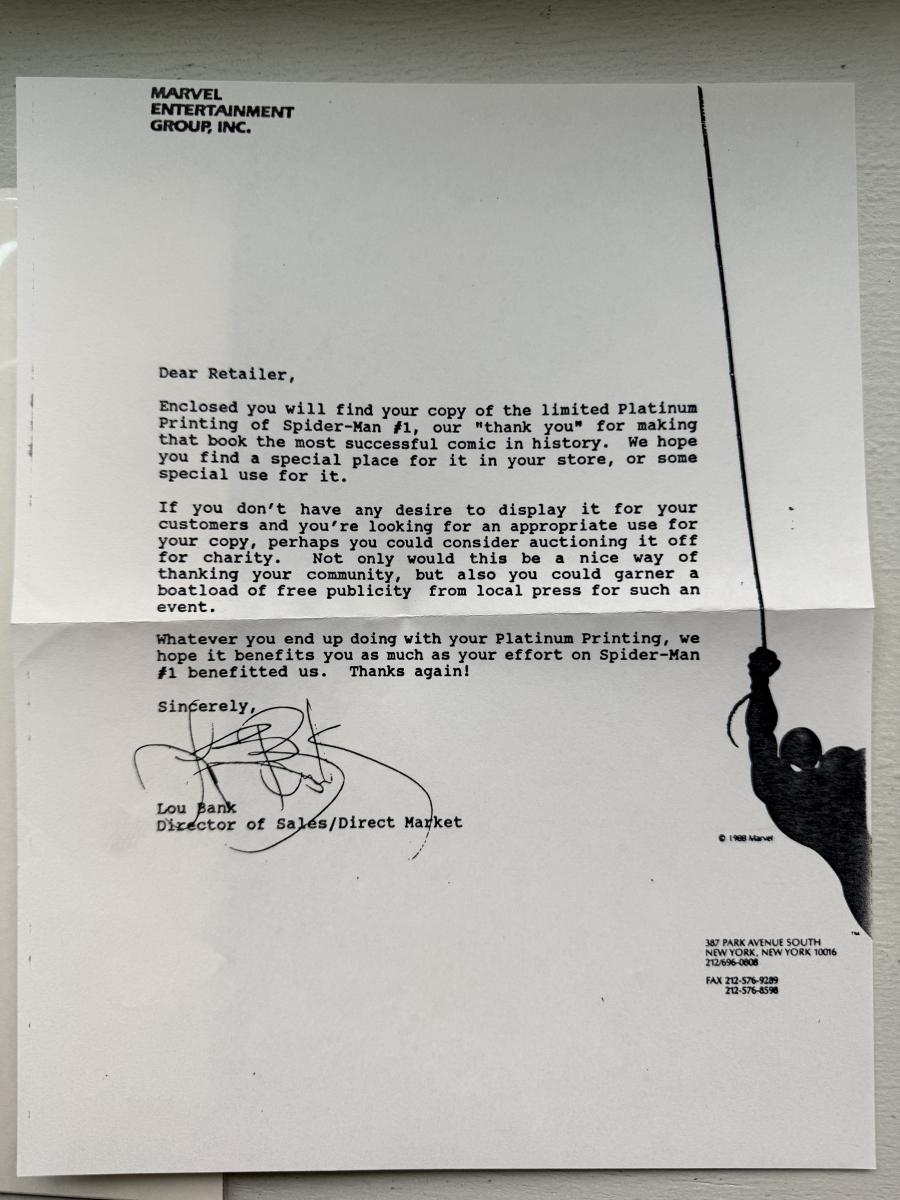 MARVEL
ENTERTAINMENT
GROUP, INC.
Dear Retailer,
Enclosed you will find your copy of the limited Platinum
Printing of Spider-Man #1, our "thank you" for making
that book the most successful comic in history.  We hope
you find a special place for it in your store, or some
special use for it.
If you don't have any desire to display it for your
customers and you're looking for an appropriate use for
your copy, perhaps you could consider auctioning it off
for charity.  Not only would this be a nice way of
thanking your community, but also you could garner a
boatload of free publicity  from local press for such an
event.
Whatever you end up doing with your Platinum Printing, we
hope it benefits you as much as your effort on Spider-Man
#1 benefitted us.  Thanks again!
Sincerely,
Lou Bank
Director of Sales/Direct Market
© 1988 Marvel
TM
387 PARK AVENUE SOUTH
NEW YORK, NEW YORK 10016
212/696-0808
FAX 212-576-9289
212-576-8598